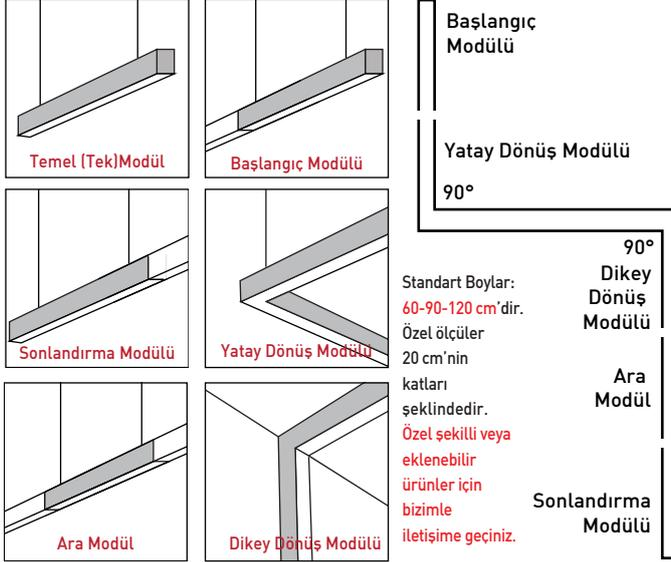 Temel (Tek)Modül
Başlangıç Modülü
Sonlandırma Modülü
Yatay Dönüş Modülü
Ara Modül
Dikey Dönüş Modülü
Standart Boylar:
60-90-120 cm'dir.
Özel ölçüler
20 cm'nin
katları
şeklindedir.
Özel şekilli veya
eklenebilir
ürünler için
bizimle
iletişime geçiniz.
Başlangıç
Modülü
Yatay Dönüş Modülü
90°
90°
Dikey
Dönüş
Modülü
Ara
Modül
Sonlandırma
Modülü